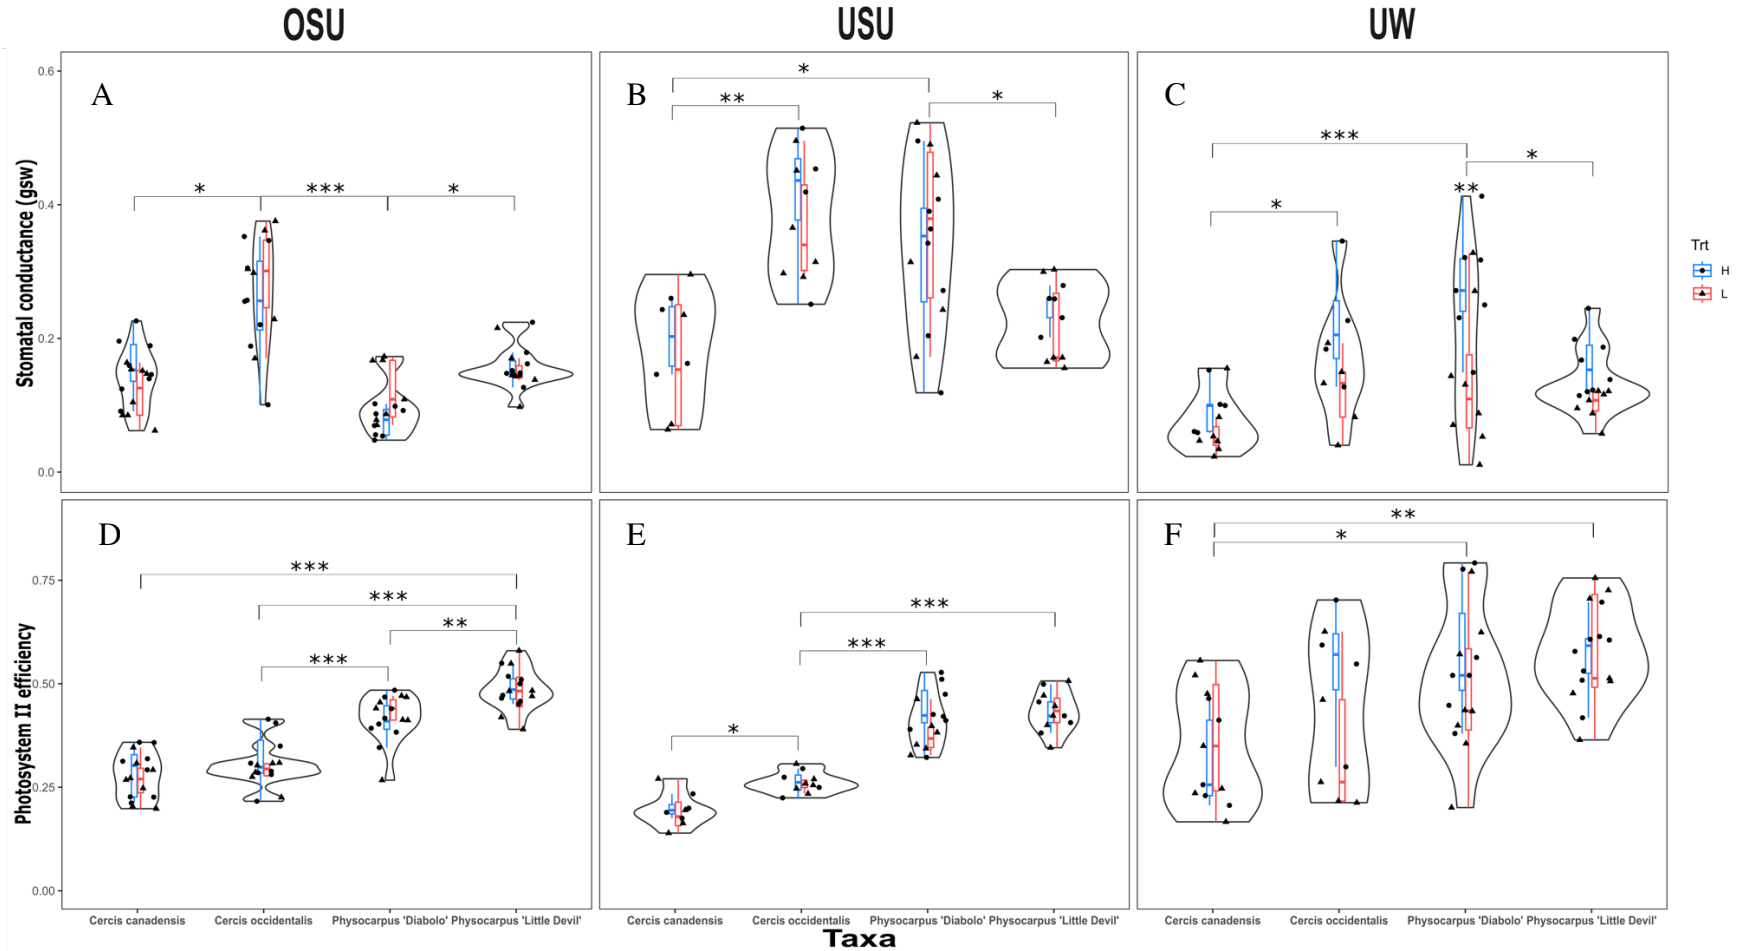 OSU USU UW
Stomatal conductance (gsw)
0.6
0.4
0.2
0.0
A
* *** *
B
*
** *
C
***
*
**
*
Trt
H
L
Photosystem II efficiency
0.75
0.50
0.25
0.00
D
***
***
**
***
E
***
***
*
F
**
*
Cercis canadensis Cercis occidentalis Physocarpus 'Diabolo' Physocarpus 'Little Devil' Cercis canadensis Cercis occidentalis Physocarpus 'Diabolo' Physocarpus 'Little Devil' Cercis canadensis Cercis occidentalis Physocarpus 'Diabolo' Physocarpus 'Little Devil'
Taxa